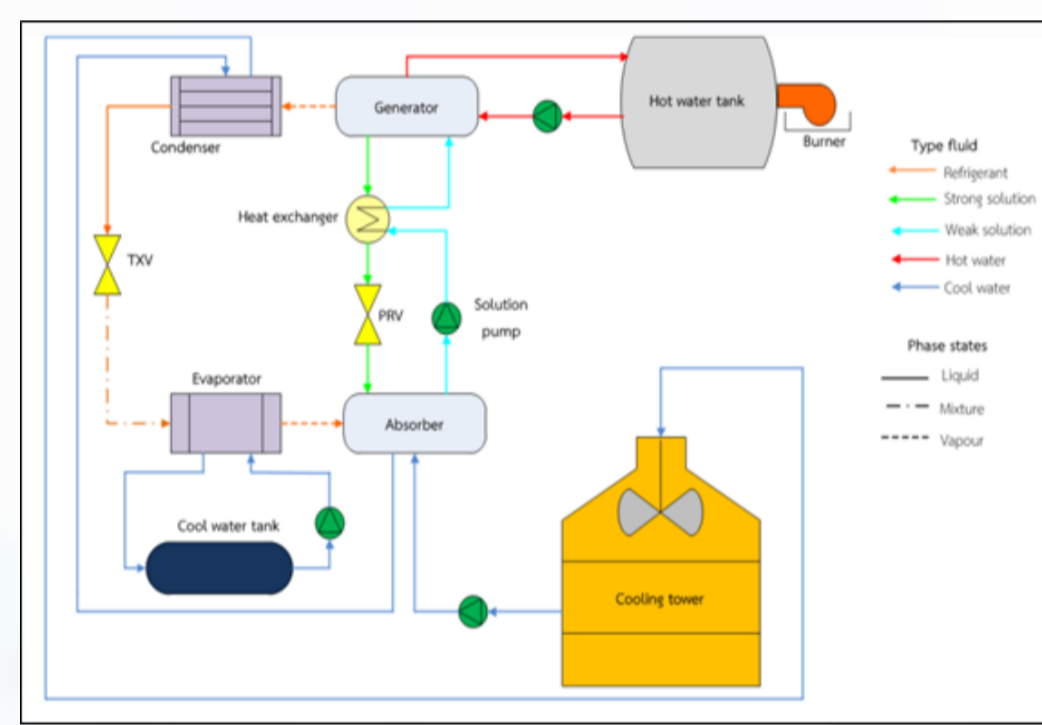 Generator
Hot water tank
Condenser
Burner
Type fluid
Refrigerant
Strong solution
Weak solution
Hot water
Cool water
Heat exchanger
TXV
PRV
Solution
pump
Phase states
Liquid
Mixture
Vapour
Evaporator
Absorber
Cool water tank
Cooling tower